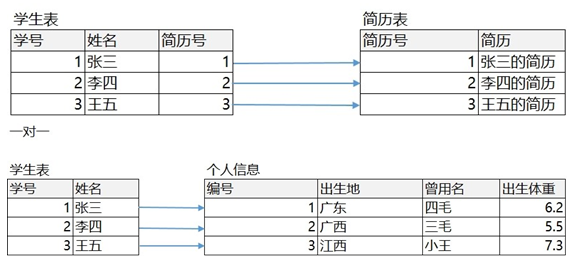 学生表 简历表
学号 姓名 简历号 简历号 简历
1 张三 1 1 张三的简历
2 李四 2 2 李四的简历
3 王五 3 3 王五的简历
一对一
学生表 个人信息
学号 姓名 编号 出生地 曾用名 出生体重
1 张三 1 广东 四毛 6.2
2 李四 2 广西 三毛 5.5
3 王五 3 江西 小王 7.3